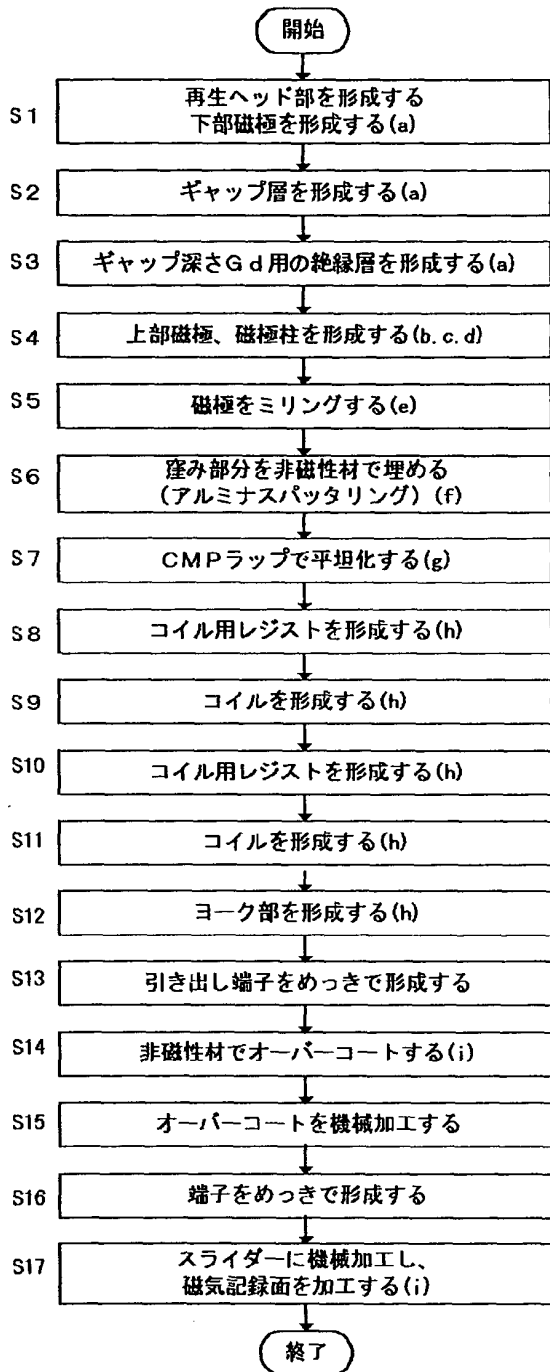 開始
S1
再生ヘッド部を形成する
下部磁極を形成する(a)
S2
ギャップ層を形成する(a)
S3
ギャップ深さＧｄ用の絶縁層を形成する(a)
S4
上部磁極、磁極柱を形成する(b.c.d)
S5
磁極をミリングする(e)
S6
窪み部分を非磁性材で埋める
(アルミナスパッタリング) (f)
S7
CMPラップで平坦化する(g)
S8
コイル用レジストを形成する(h)
S9
コイルを形成する(h)
S10
コイル用レジストを形成する(h)
S11
コイルを形成する(h)
S12
ヨーク部を形成する(h)
S13
引き出し端子をめっきで形成する
S14
非磁性材でオーバーコートする(i)
S15
オーバーコートを機械加工する
S16
端子をめっきで形成する
S17
スライダーに機械加工し、
磁気記録面を加工する(i)
終了